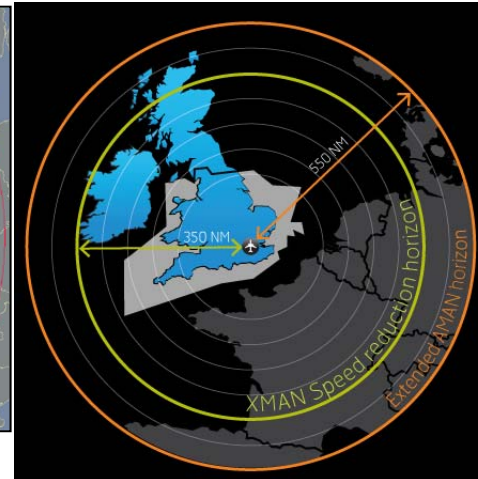 550 NM
350 NM
XMAN Speed reduction horizon
Extended AMAN horizon